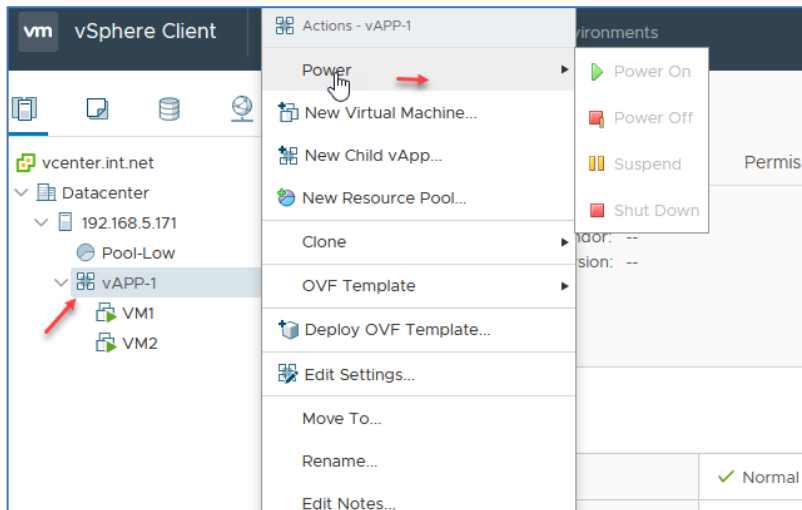 vm vSphere Client
Actions - vAPP-1
vironments
Power
Power On
New Virtual Machine...
Power Off
New Child vApp...
Suspend
Permis
vcenter.int.net
Datacenter
New Resource Pool...
Shut Down
192.168.5.171
Clone
ndor: --
Pool-Low
rsion: --
vAPP-1
OVF Template
VM1
Deploy OVF Template...
VM2
Edit Settings...
Move To...
Rename...
Normal
Edit Notes...